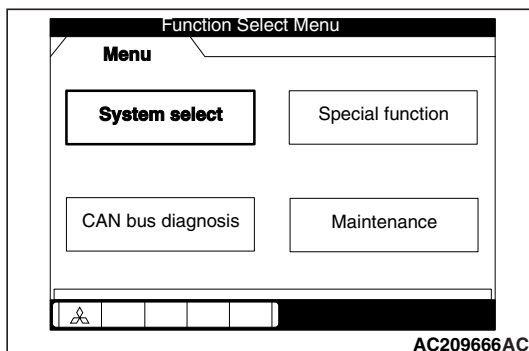 Function Select Menu
Menu
System select
Special function
CAN bus diagnosis
Maintenance
AC209666AC